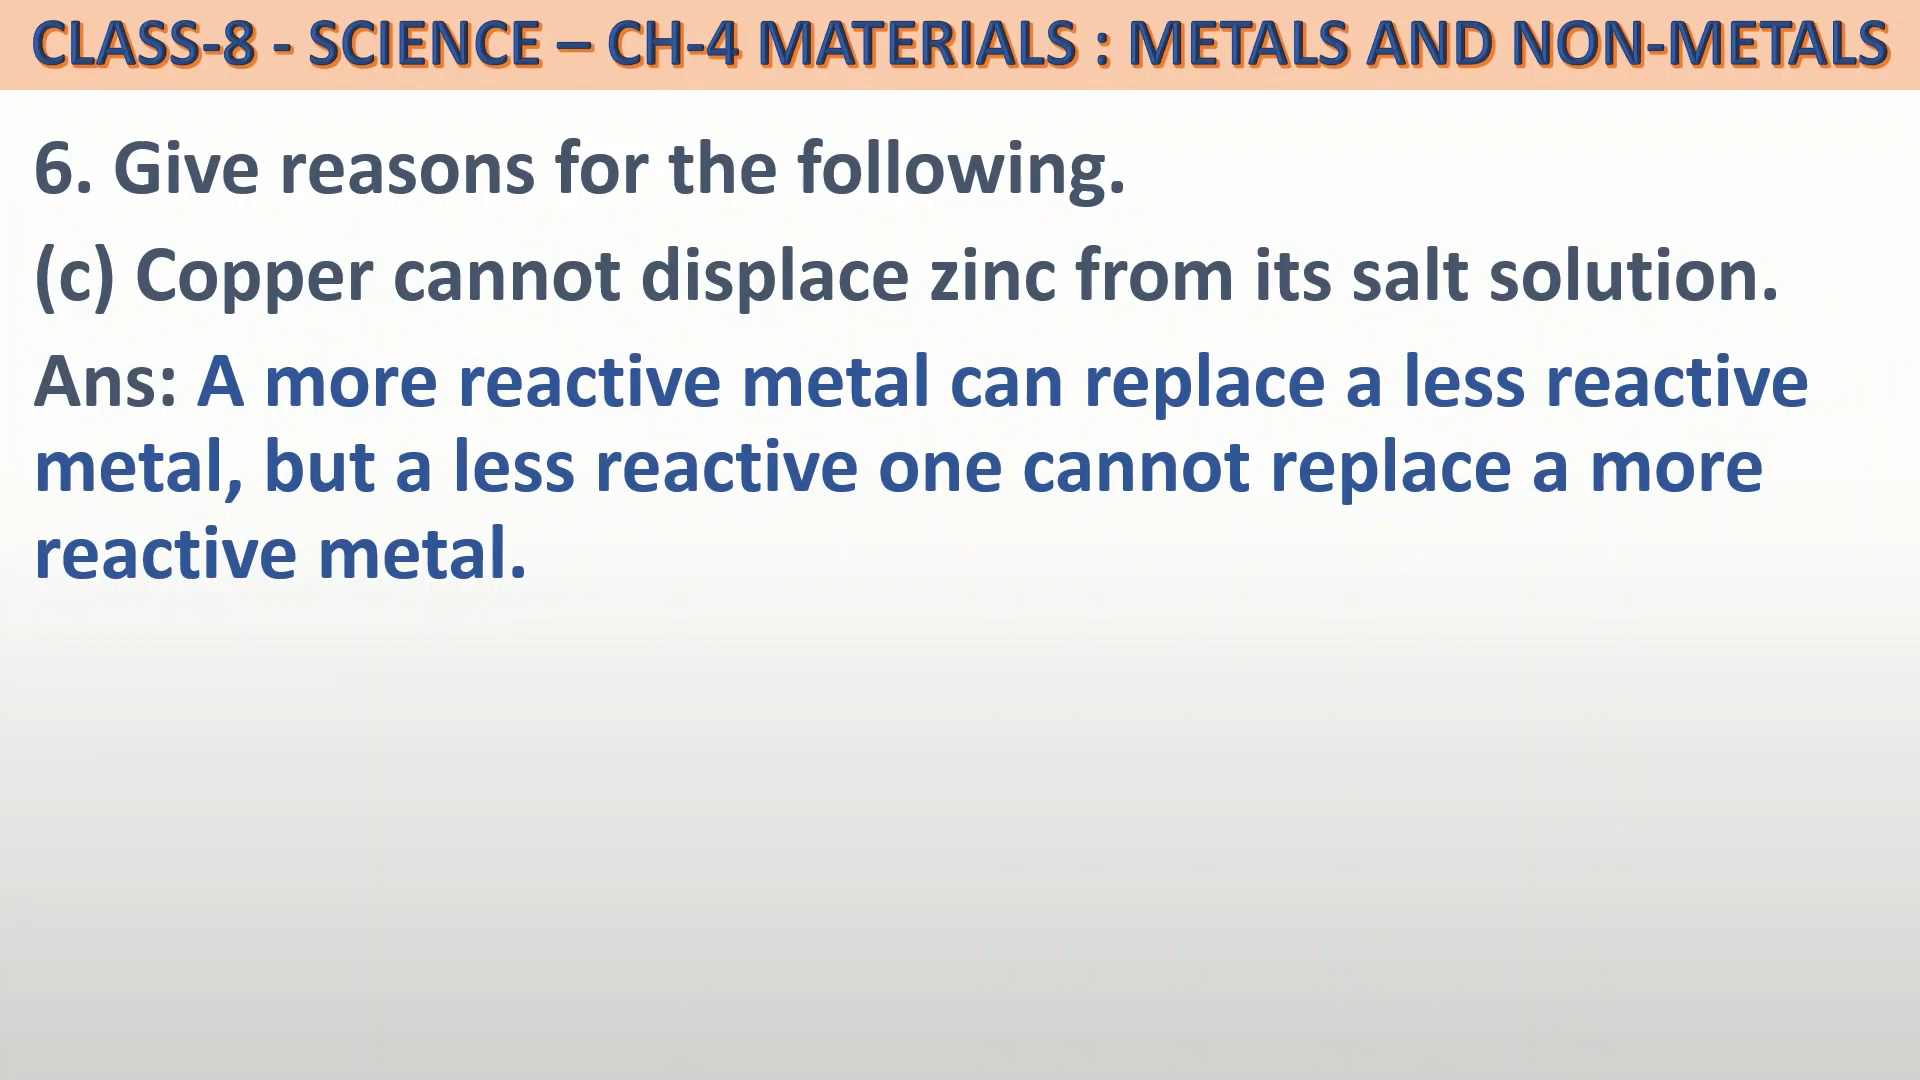 CLASS-8 - SCIENCE – CH-4 MATERIALS : METALS AND NON-METALS
6. Give reasons for the following.
(c) Copper cannot displace zinc from its salt solution.
Ans: A more reactive metal can replace a less reactive
metal, but a less reactive one cannot replace a more
reactive metal.